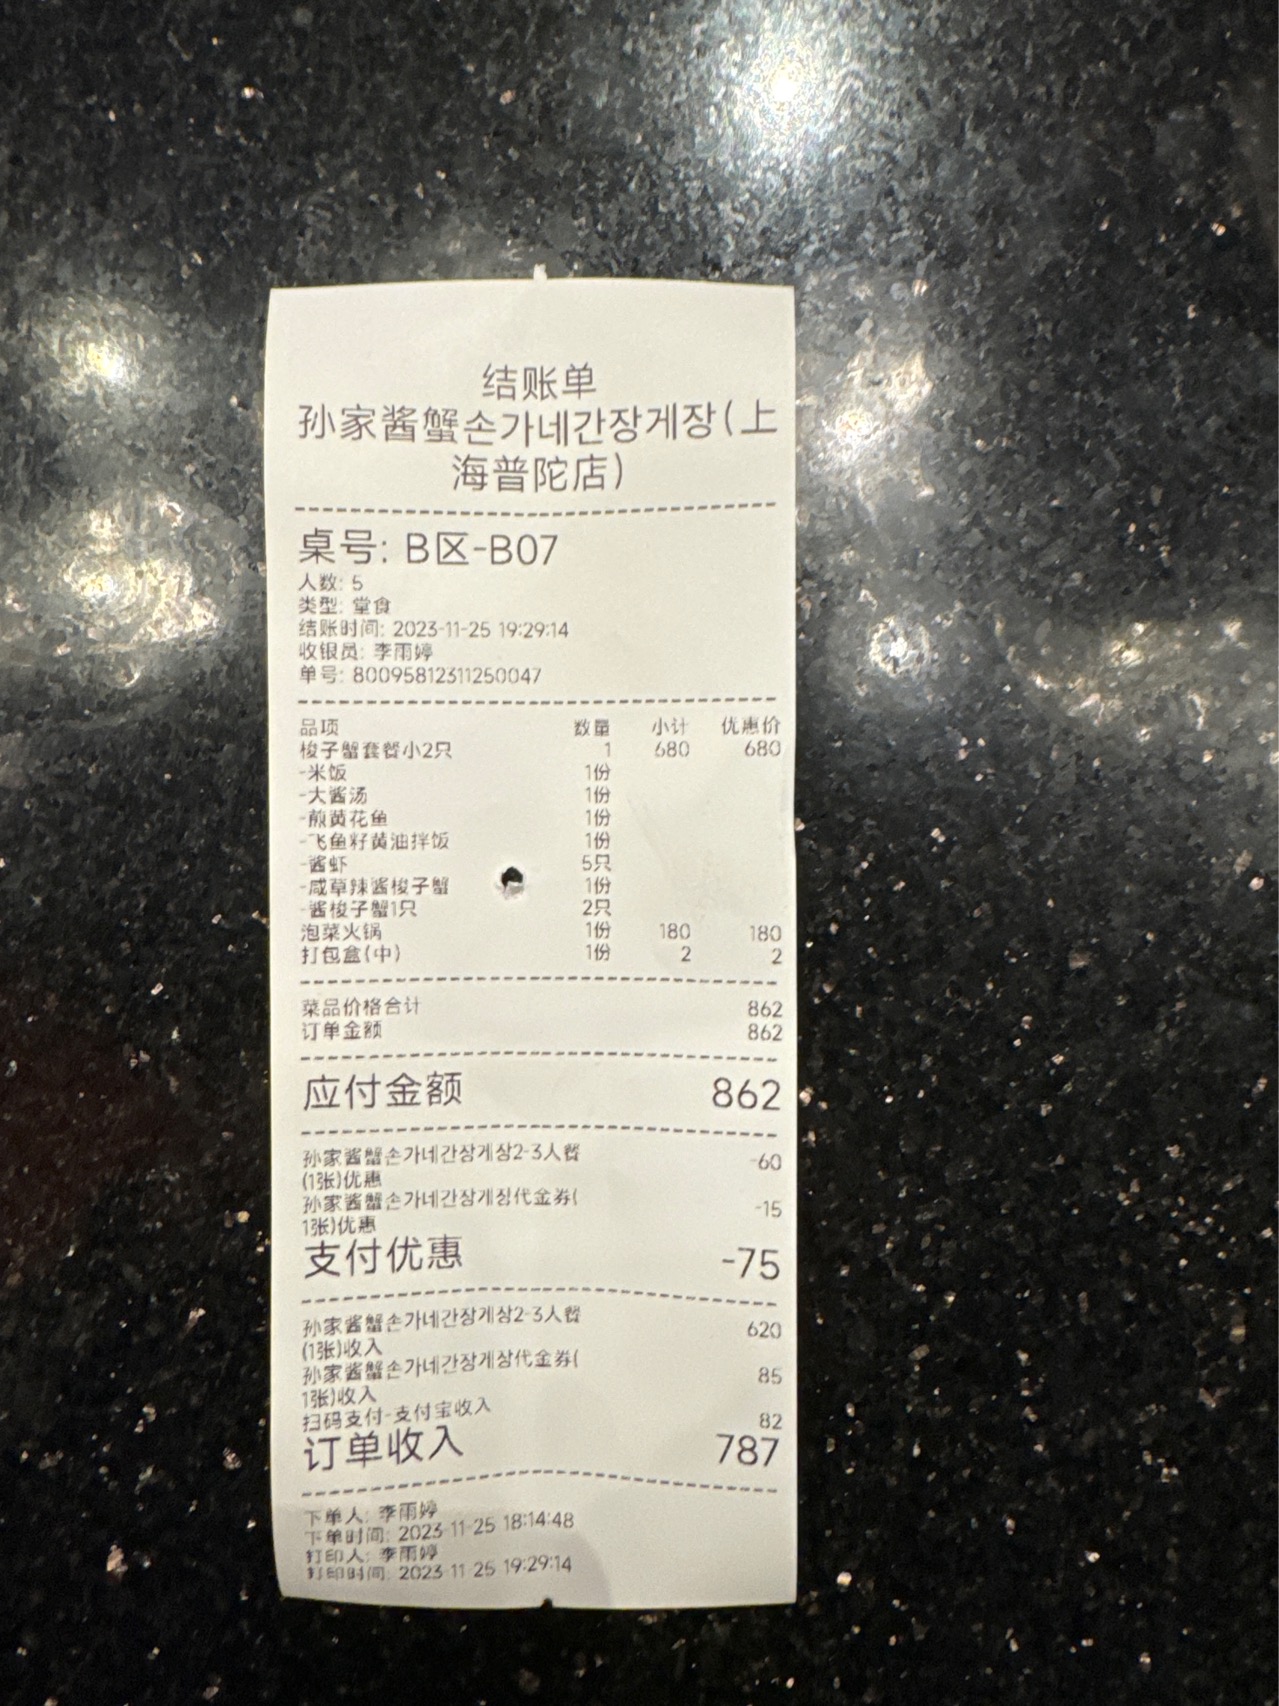 结账单
孙家酱蟹손가네간장게장(上
海普陀店)
桌号: B区-B07
人数: 5
类型: 堂食
结账时间: 2023-11-25 19:29:14
收银员: 李雨婷
单号: 80095812311250047
品项 数量 小计 优惠价
梭子蟹套餐小2只 1 680 680
-米饭 1份
-大酱汤 1份
-煎黄花鱼 1份
-飞鱼籽黄油拌饭 1份
-酱虾 5只
-咸草辣酱梭子蟹 1份
-酱梭子蟹1只 2只
泡菜火锅 1份 180 180
打包盒(中) 1份 2 2
菜品价格合计 862
订单金额 862
应付金额 862
孙家酱蟹손가네간장게장2-3人餐 -60
(1张)优惠
孙家酱蟹손가네간장게장代金券( -15
1张)优惠
支付优惠 -75
孙家酱蟹손가네간장게장2-3人餐 620
(1张)收入
孙家酱蟹손가네간장게장代金券( 85
1张)收入
扫码支付-支付宝收入 82
订单收入 787
下单人: 李雨婷
下单时间: 2023-11-25 18:14:48
打印人: 李雨婷
打印时间: 2023-11-25 19:29:14